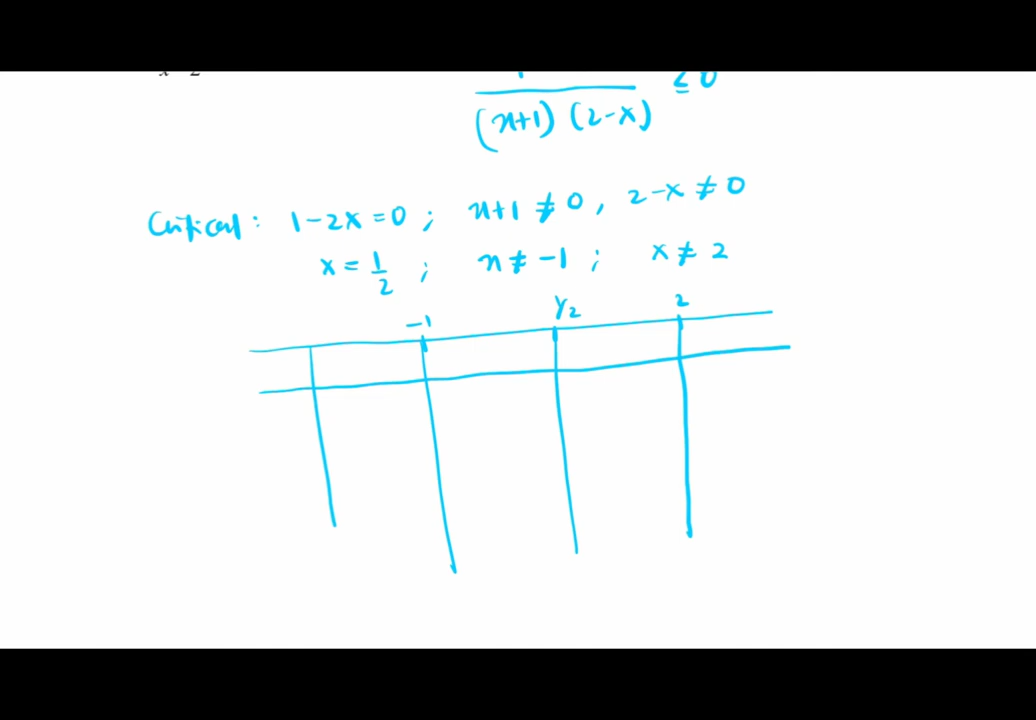 ≤ 0
(x+1) (2-x)
Critical: 1-2x=0 ; x+1 ≠ 0, 2-x ≠ 0
x = 1/2 ; x ≠ -1 ; x ≠ 2
-1 1/2 2